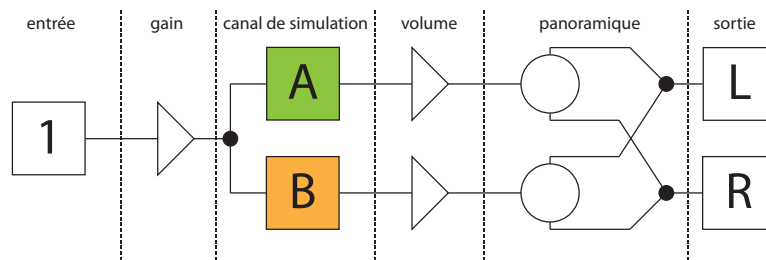 entrée
gain
canal de simulation
volume
panoramique
sortie
A
L
1
B
R